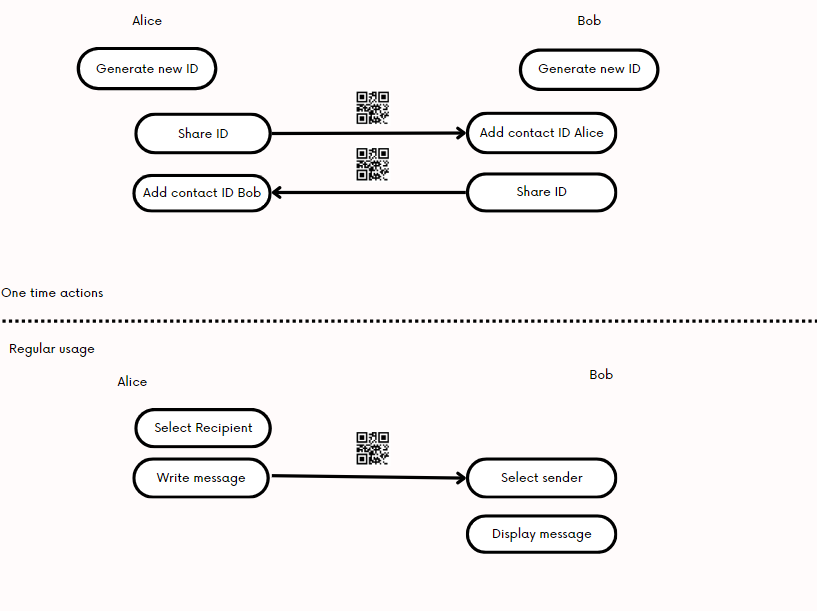 Alice
Bob
Generate new ID
Generate new ID
Share ID
Add contact ID Alice
Add contact ID Bob
Share ID
One time actions
Regular usage
Alice
Bob
Select Recipient
Write message
Select sender
Display message